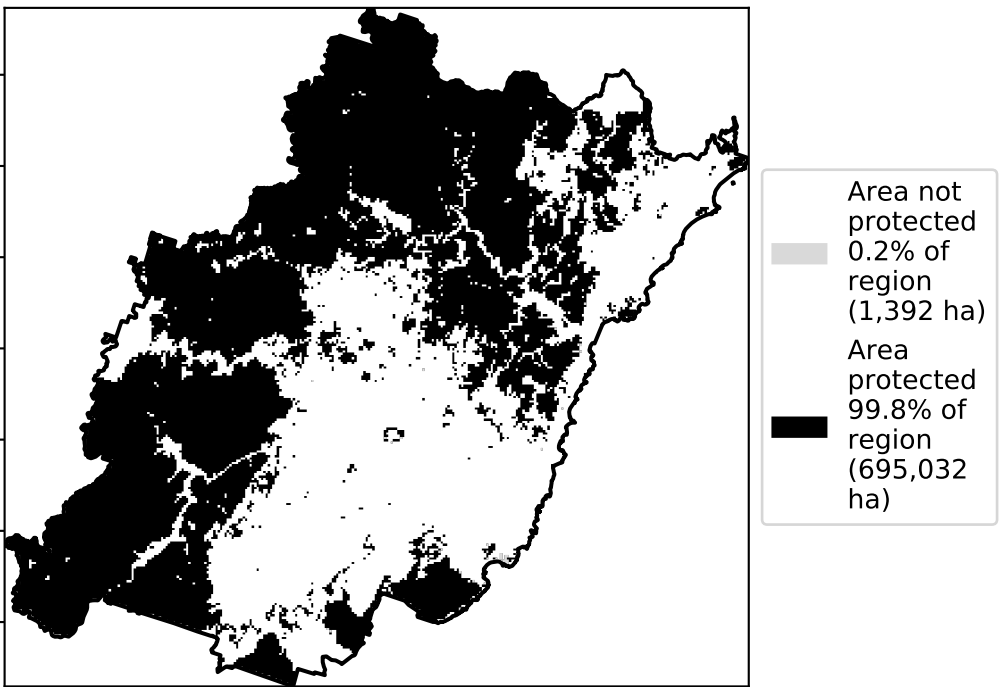 Area not
protected
0.2% of
region
(1,392 ha)
Area
protected
99.8% of
region
(695,032
ha)